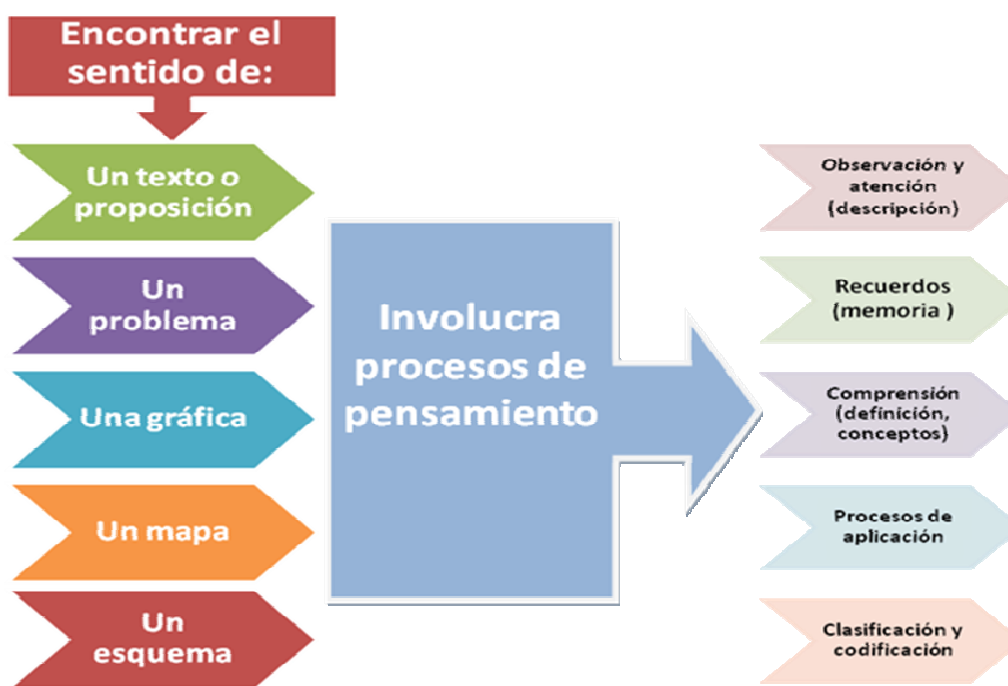 Encontrar el
sentido de:
Un texto o
proposición
Un
problema
Una gráfica
Un mapa
Un
esquema
Involucra
procesos de
pensamiento
Observación y
atención
(descripción)
Recuerdos
(memoria )
Comprensión
(definición,
conceptos)
Procesos de
aplicación
Clasificación y
codificación